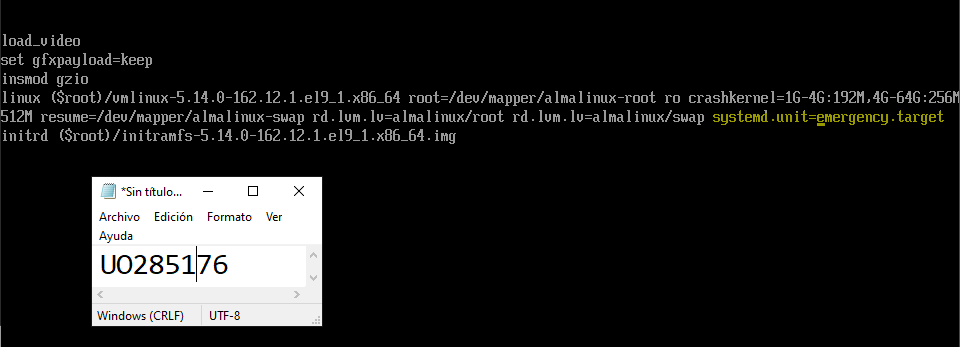 load_video
set gfxpayload=keep
insmod gzio
linux ($root)/vmlinux-5.14.0-162.12.1.el9_1.x86_64 root=/dev/mapper/almalinux-root ro crashkernel=1G-4G:192M,4G-64G:256M
512M resume=/dev/mapper/almalinux-swap rd.lvm.lv=almalinux/root rd.lvm.lv=almalinux/swap systemd.unit=emergency.target
initrd ($root)/initramfs-5.14.0-162.12.1.el9_1.x86_64.img
*Sin título...
Archivo Edición Formato Ver
Ayuda
UO285176
Windows (CRLF) UTF-8